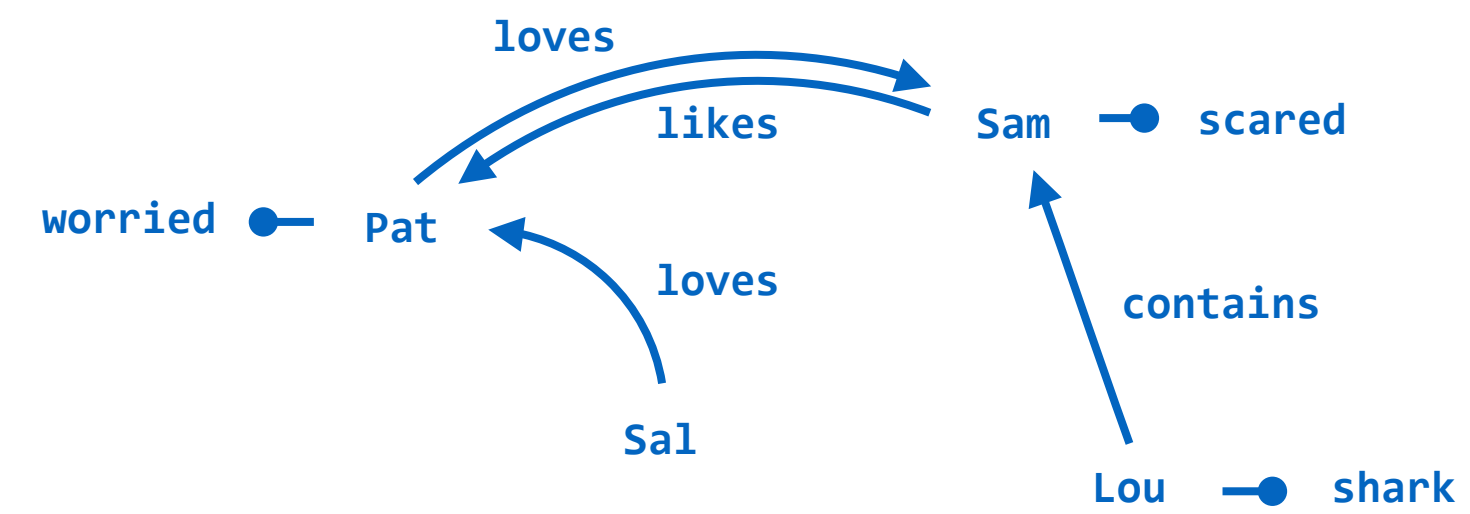 loves
likes
Sam
scared
worried
Pat
loves
contains
Sal
Lou
shark